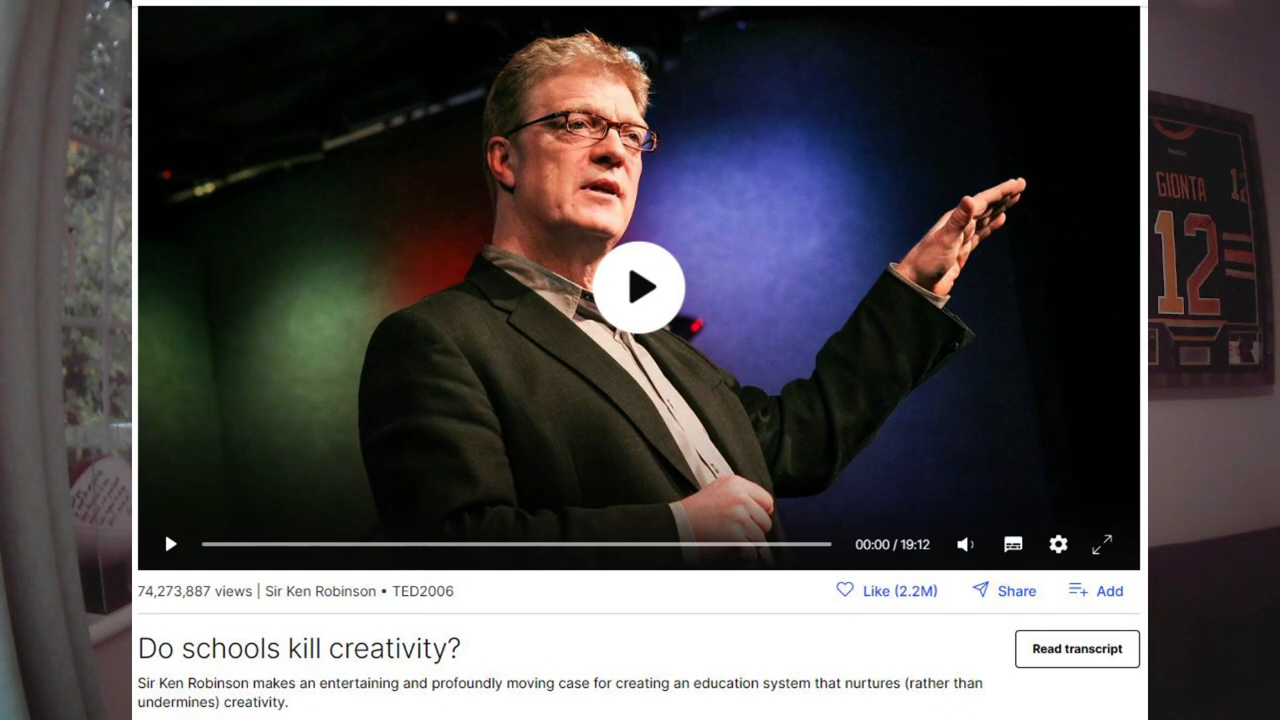 GIONTA
12
12
00:00 / 19:12
74,273,887 views | Sir Ken Robinson • TED2006
Like (2.2M)
Share
Add
Do schools kill creativity?
Read transcript
Sir Ken Robinson makes an entertaining and profoundly moving case for creating an education system that nurtures (rather than
undermines) creativity.